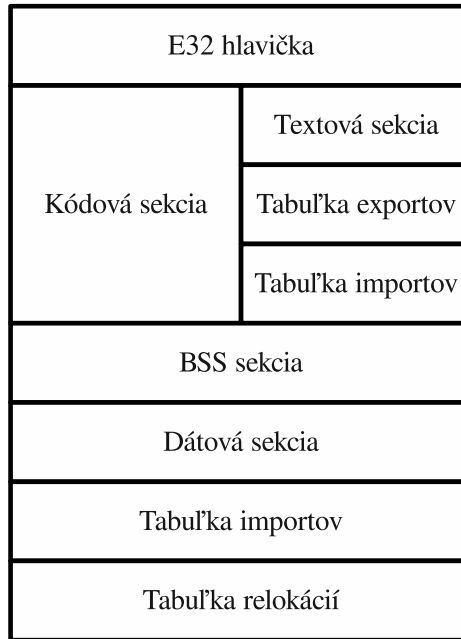 E32 hlavička
Kódová sekcia
Textová sekcia
Tabuľka exportov
Tabuľka importov
BSS sekcia
Dátová sekcia
Tabuľka importov
Tabuľka relokácií